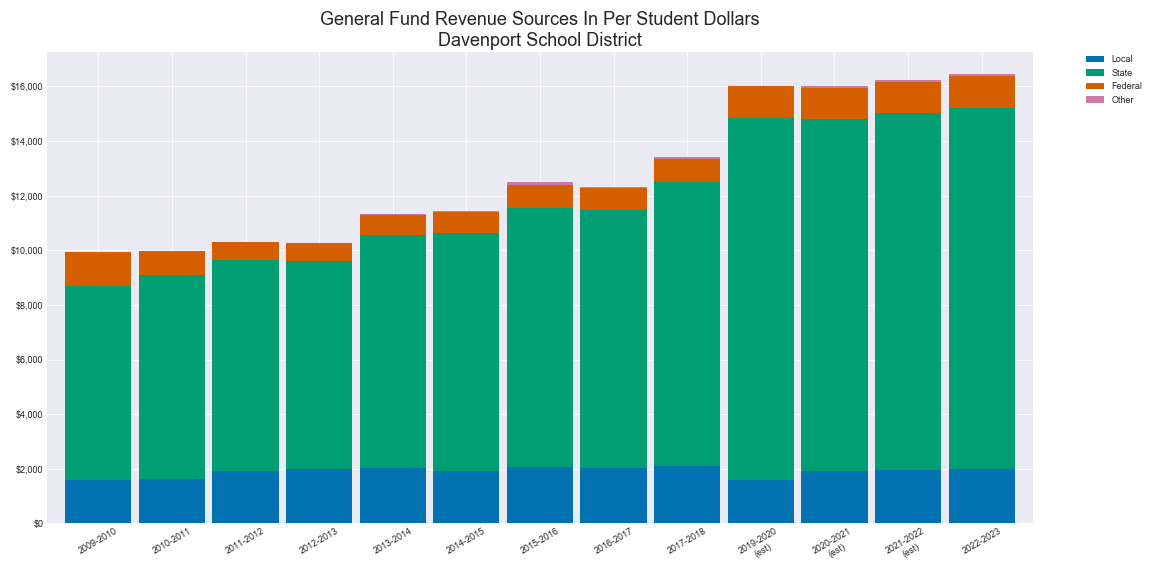 General Fund Revenue Sources In Per Student Dollars
Davenport School District
Local
State
Federal
Other
$16,000
$14,000
$12,000
$10,000
$8,000
$6,000
$4,000
$2,000
$0
2009-2010
2010-2011
2011-2012
2012-2013
2013-2014
2014-2015
2015-2016
2016-2017
2017-2018
2019-2020
(est)
2020-2021
(est)
2021-2022
(est)
2022-2023